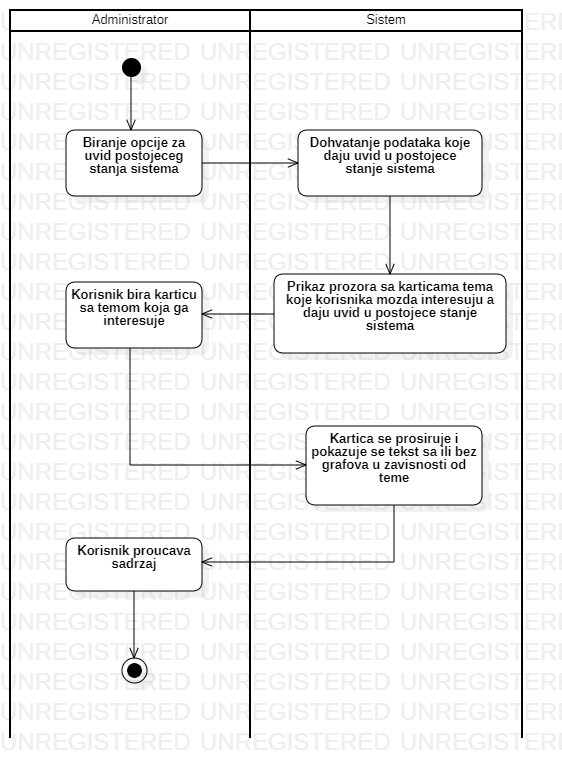 Administrator
Sistem
Biranje opcije za
uvid postojeceg
stanja sistema
Dohvatanje podataka koje
daju uvid u postojece
stanje sistema
Prikaz prozora sa karticama tema
koje korisnika mozda interesuju a
daju uvid u postojece stanje
sistema
Korisnik bira karticu
sa temom koja ga
interesuje
Kartica se prosiruje i
pokazuje se tekst sa ili bez
grafova u zavisnosti od
teme
Korisnik proucava
sadrzaj
UNREGISTERED